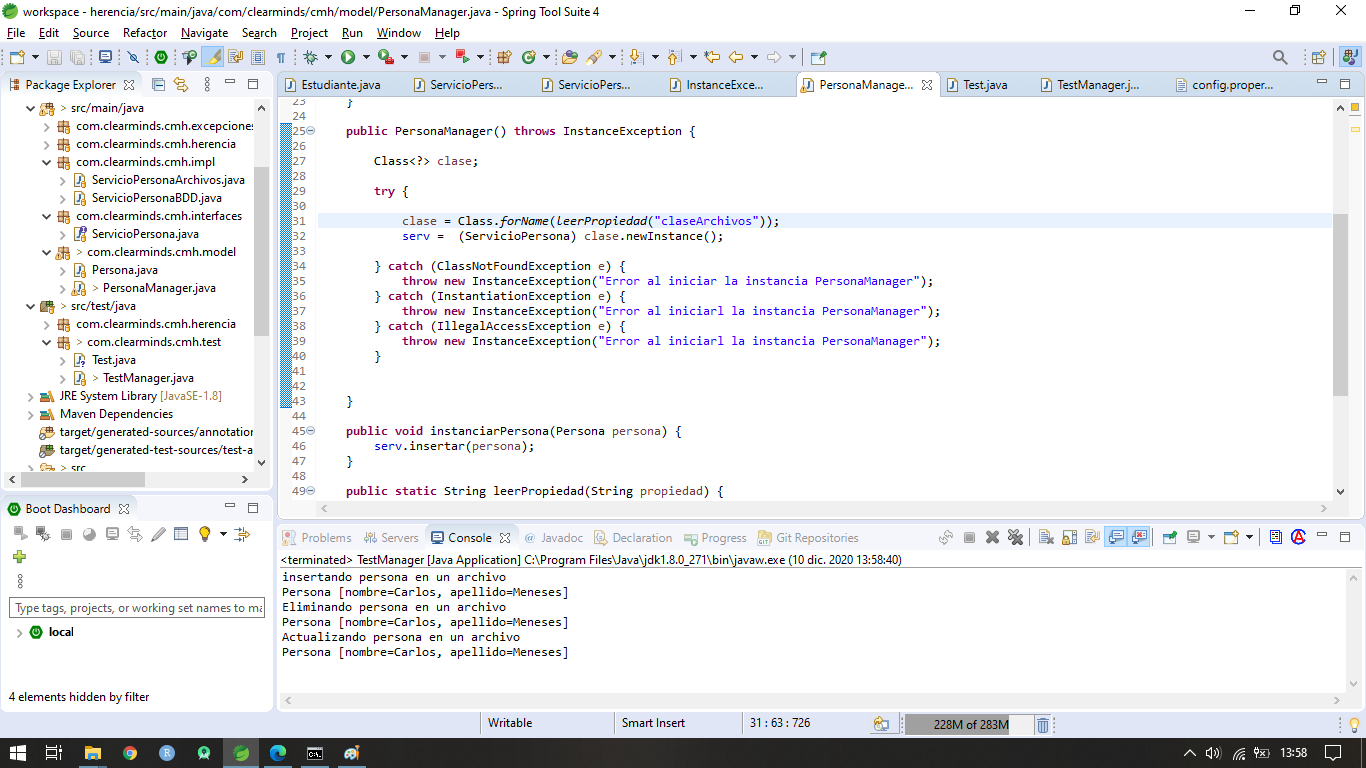 workspace - herencia/src/main/java/com/clearminds/cmh/model/PersonaManager.java - Spring Tool Suite 4
File Edit Source Refactor Navigate Search Project Run Window Help
Package Explorer
> src/main/java
com.clearminds.cmh.excepciones
com.clearminds.cmh.herencia
com.clearminds.cmh.impl
ServicioPersonaArchivos.java
ServicioPersonaBDD.java
com.clearminds.cmh.interfaces
ServicioPersona.java
> com.clearminds.cmh.model
Persona.java
> PersonaManager.java
> src/test/java
com.clearminds.cmh.herencia
> com.clearminds.cmh.test
Test.java
> TestManager.java
JRE System Library [JavaSE-1.8]
Maven Dependencies
target/generated-sources/annotation
target/generated-test-sources/test-a
> src
Boot Dashboard
Type tags, projects, or working set names to ma
local
4 elements hidden by filter
Estudiante.java ServicioPers... ServicioPers... InstanceExce... PersonaManage... Test.java TestManager.j... config.proper...
23 }
24
25 public PersonaManager() throws InstanceException {
26
27 Class<?> clase;
28
29 try {
30
31 clase = Class.forName(leerPropiedad("claseArchivos"));
32 serv = (ServicioPersona) clase.newInstance();
33
34 } catch (ClassNotFoundException e) {
35 throw new InstanceException("Error al iniciar la instancia PersonaManager");
36 } catch (InstantiationException e) {
37 throw new InstanceException("Error al iniciarl la instancia PersonaManager");
38 } catch (IllegalAccessException e) {
39 throw new InstanceException("Error al iniciarl la instancia PersonaManager");
40 }
41
42
43 }
44
45 public void instanciarPersona(Persona persona) {
46 serv.insertar(persona);
47 }
48
49 public static String leerPropiedad(String propiedad) {
Problems Servers Console Javadoc Declaration Progress Git Repositories
<terminated> TestManager [Java Application] C:\Program Files\Java\jdk1.8.0_271\bin\javaw.exe (10 dic. 2020 13:58:40)
insertando persona en un archivo
Persona [nombre=Carlos, apellido=Meneses]
Eliminando persona en un archivo
Persona [nombre=Carlos, apellido=Meneses]
Actualizando persona en un archivo
Persona [nombre=Carlos, apellido=Meneses]
Writable Smart Insert 31 : 63 : 726 228M of 283M
13:58